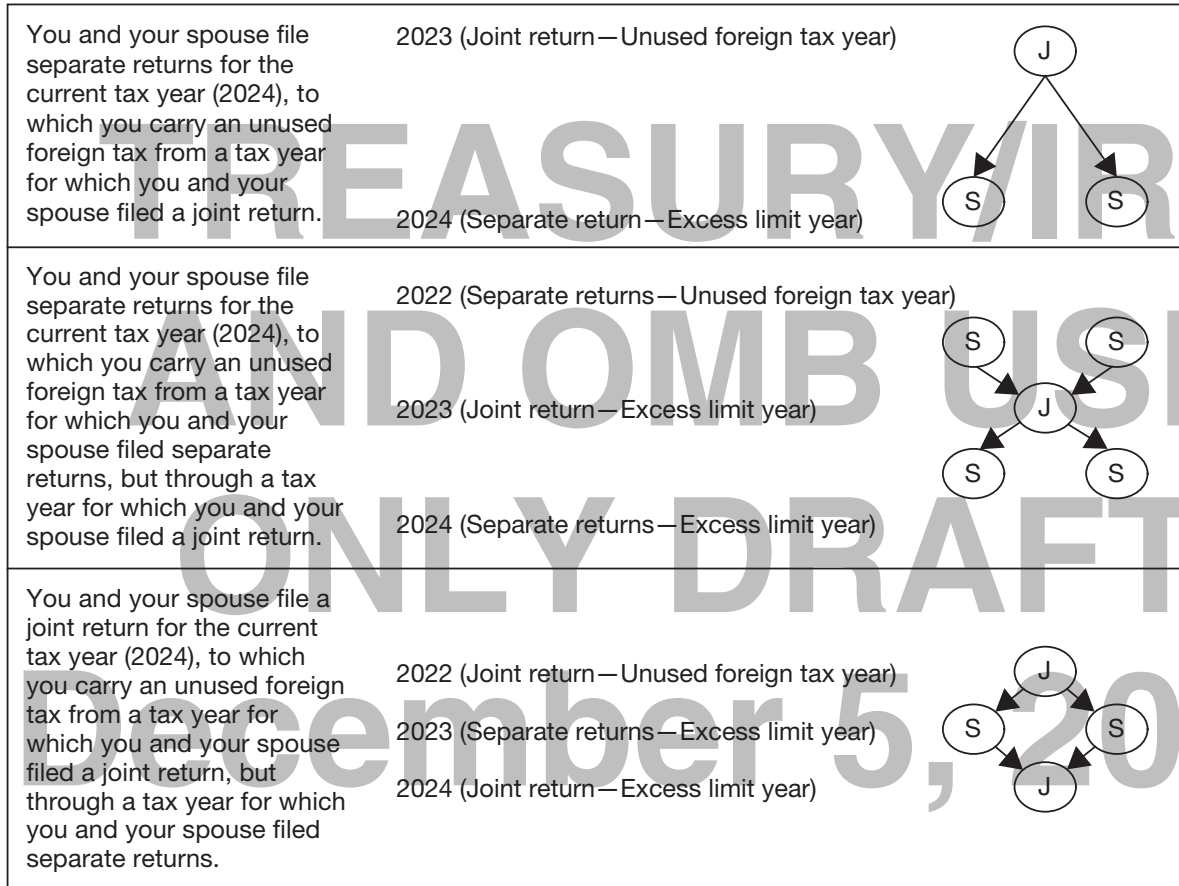 You and your spouse file
separate returns for the
current tax year (2024), to
which you carry an unused
foreign tax from a tax year
for which you and your
spouse filed a joint return.
2023 (Joint return—Unused foreign tax year)
2024 (Separate return—Excess limit year)
J
S S
You and your spouse file
separate returns for the
current tax year (2024), to
which you carry an unused
foreign tax from a tax year
for which you and your
spouse filed separate
returns, but through a tax
year for which you and your
spouse filed a joint return.
2022 (Separate returns—Unused foreign tax year)
2023 (Joint return—Excess limit year)
2024 (Separate returns—Excess limit year)
S S
J
S S
You and your spouse file a
joint return for the current
tax year (2024), to which
you carry an unused foreign
tax from a tax year for
which you and your spouse
filed a joint return, but
through a tax year for which
you and your spouse filed
separate returns.
2022 (Joint return—Unused foreign tax year)
2023 (Separate returns—Excess limit year)
2024 (Joint return—Excess limit year)
J
S S
J
TREASURY/IR
AND OMB US
ONLY DRAFT
December 5, 20